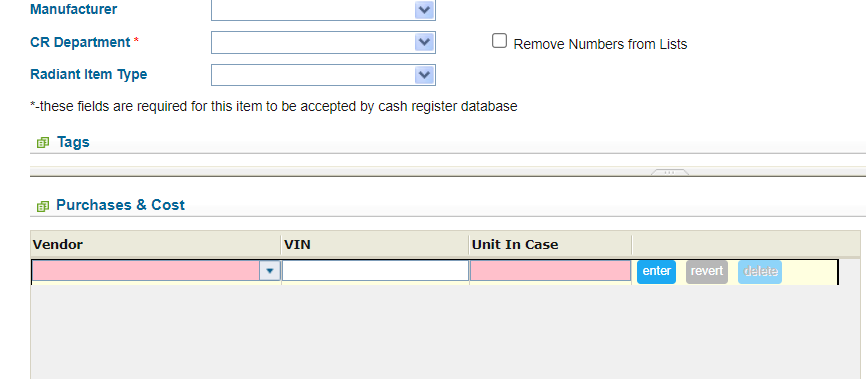 Manufacturer
CR Department *
Remove Numbers from Lists
Radiant Item Type
*-these fields are required for this item to be accepted by cash register database
Tags
Purchases & Cost
Vendor VIN Unit In Case
enter revert delete